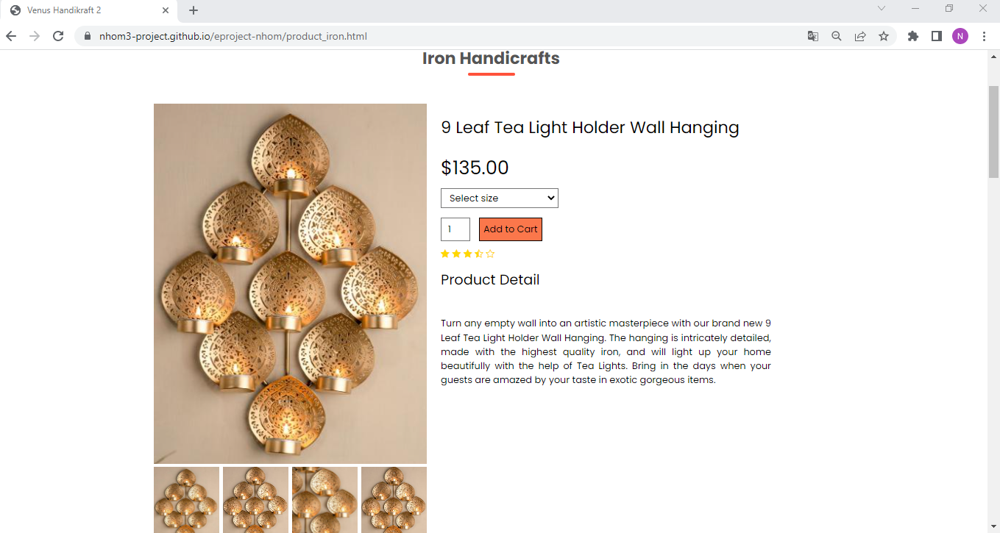 Venus Handikraft 2
nhom3-project.github.io/eproject-nhom/product_iron.html
N
Iron Handicrafts
9 Leaf Tea Light Holder Wall Hanging
$135.00
Select size
1
Add to Cart
Product Detail
Turn any empty wall into an artistic masterpiece with our brand new 9
Leaf Tea Light Holder Wall Hanging. The hanging is intricately detailed,
made with the highest quality iron, and will light up your home
beautifully with the help of Tea Lights. Bring in the days when your
guests are amazed by your taste in exotic gorgeous items.